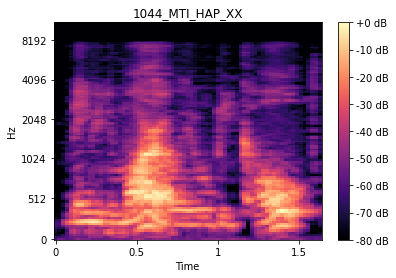 1044_MTI_HAP_XX
8192
4096
2048
1024
512
0
Hz
0
0.5
1
1.5
Time
+0 dB
-10 dB
-20 dB
-30 dB
-40 dB
-50 dB
-60 dB
-70 dB
-80 dB